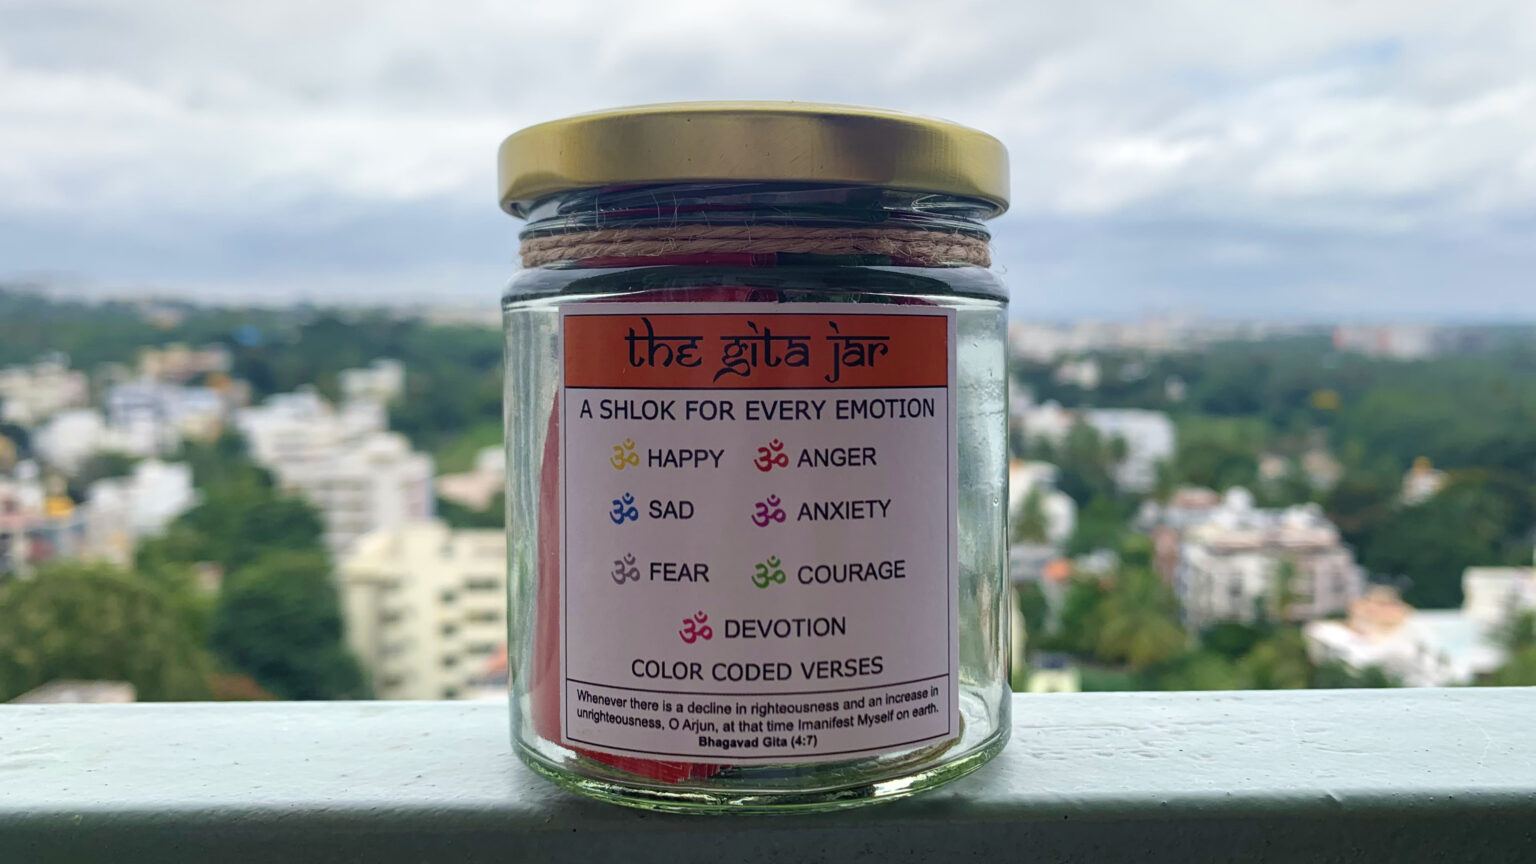 the gita jar
A SHLOK FOR EVERY EMOTION
ॐ HAPPY ॐ ANGER
ॐ SAD ॐ ANXIETY
ॐ FEAR ॐ COURAGE
ॐ DEVOTION
COLOR CODED VERSES
Whenever there is a decline in righteousness and an increase in
unrighteousness, O Arjun, at that time Imanifest Myself on earth.
Bhagavad Gita (4:7)